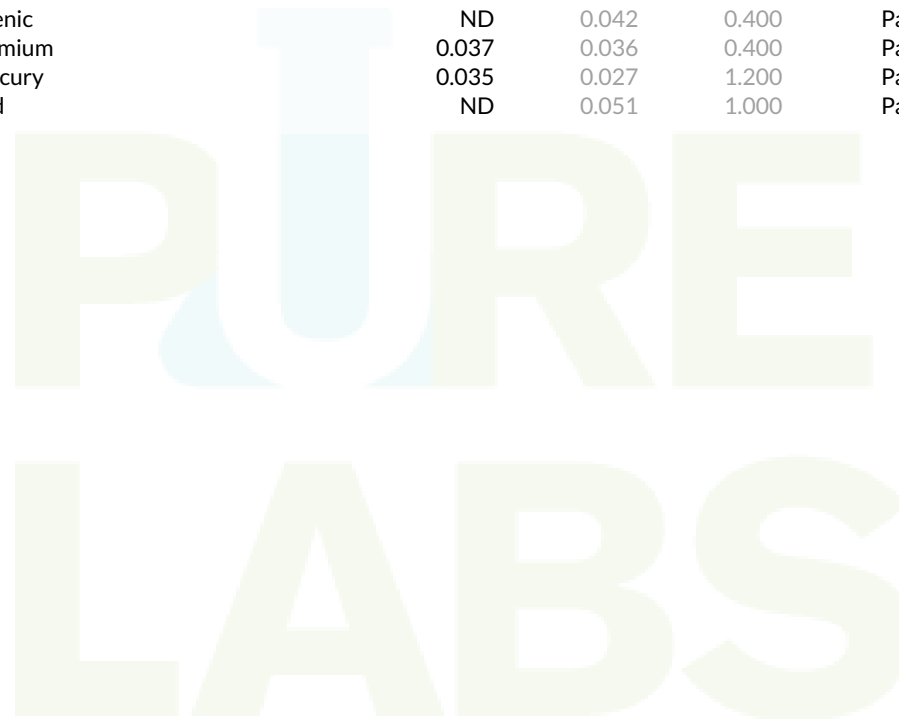 enic ND 0.042 0.400 Pa
mium 0.037 0.036 0.400 Pa
cury 0.035 0.027 1.200 Pa
d ND 0.051 1.000 Pa
PURE
LABS